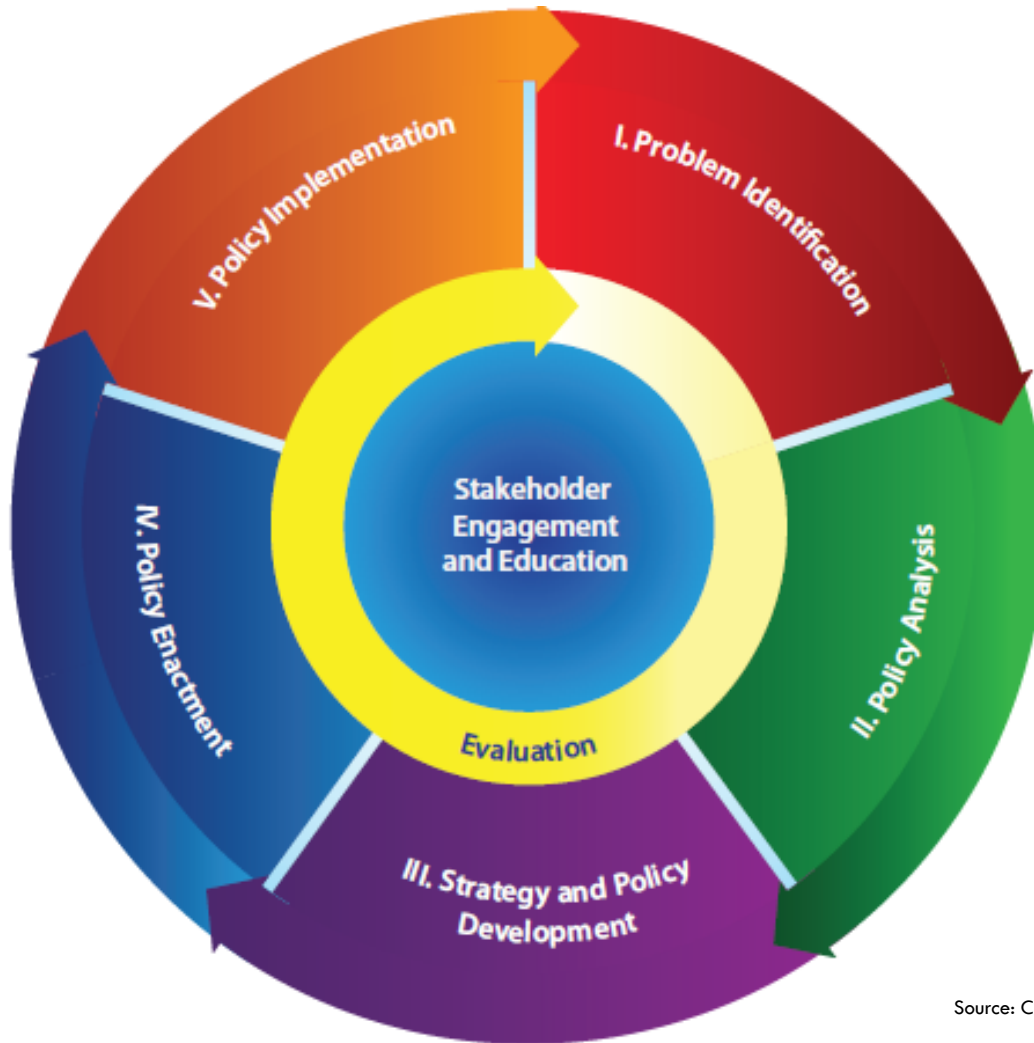 I. Problem Identification
II. Policy Analysis
III. Strategy and Policy
Development
IV. Policy Enactment
V. Policy Implementation
Evaluation
Stakeholder
Engagement
and Education
Source: C